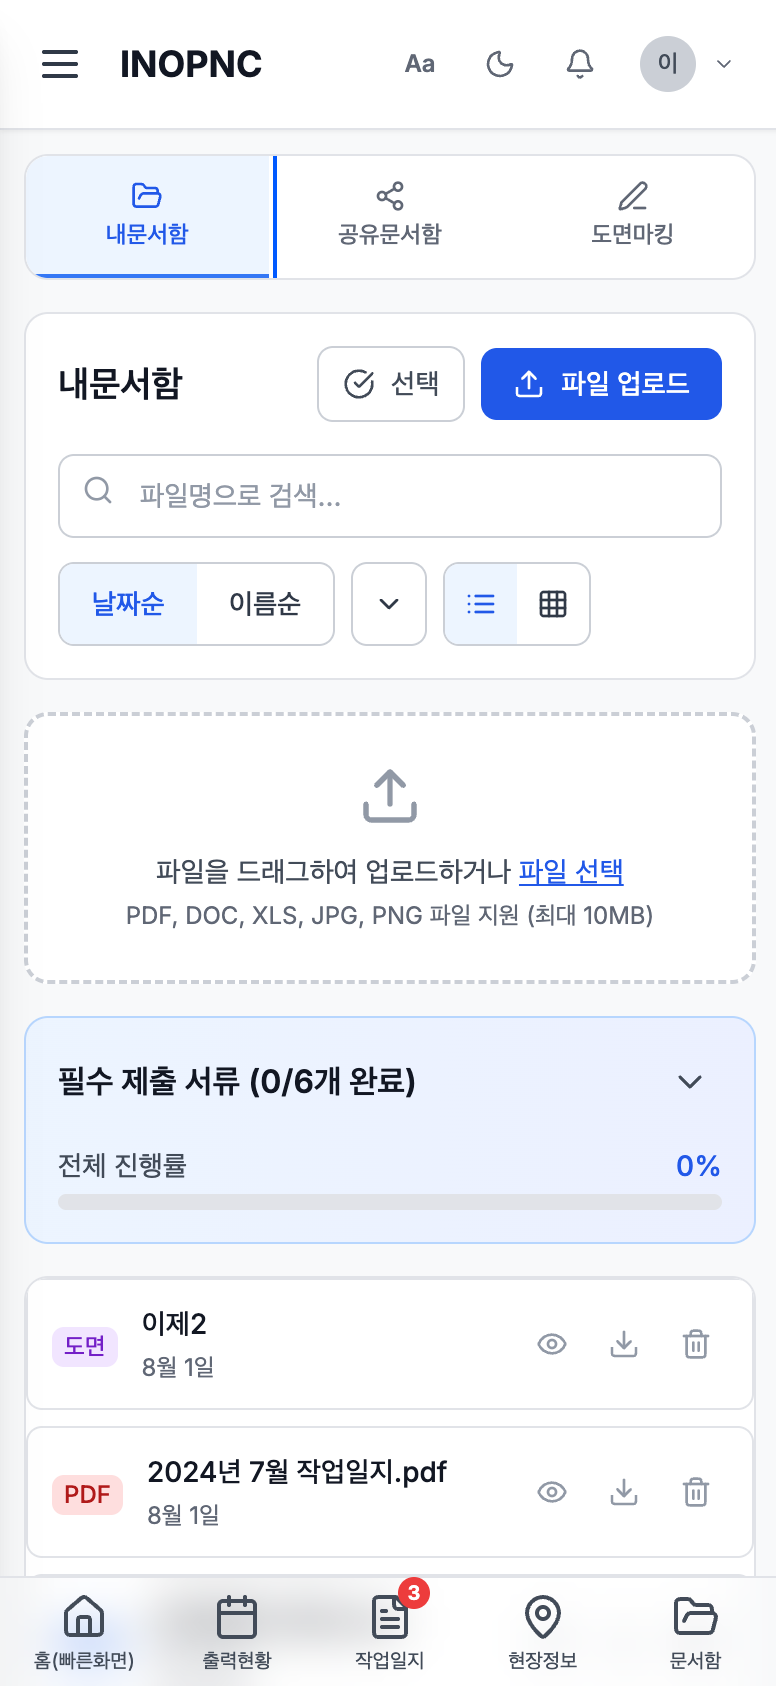 INOPNC
Aa
이
내문서함
공유문서함
도면마킹
내문서함
선택
파일 업로드
파일명으로 검색...
날짜순
이름순
파일을 드래그하여 업로드하거나 파일 선택
PDF, DOC, XLS, JPG, PNG 파일 지원 (최대 10MB)
필수 제출 서류 (0/6개 완료)
전체 진행률
0%
도면
이제2
8월 1일
PDF
2024년 7월 작업일지.pdf
8월 1일
3
홈(빠른화면)
출력현황
작업일지
현장정보
문서함